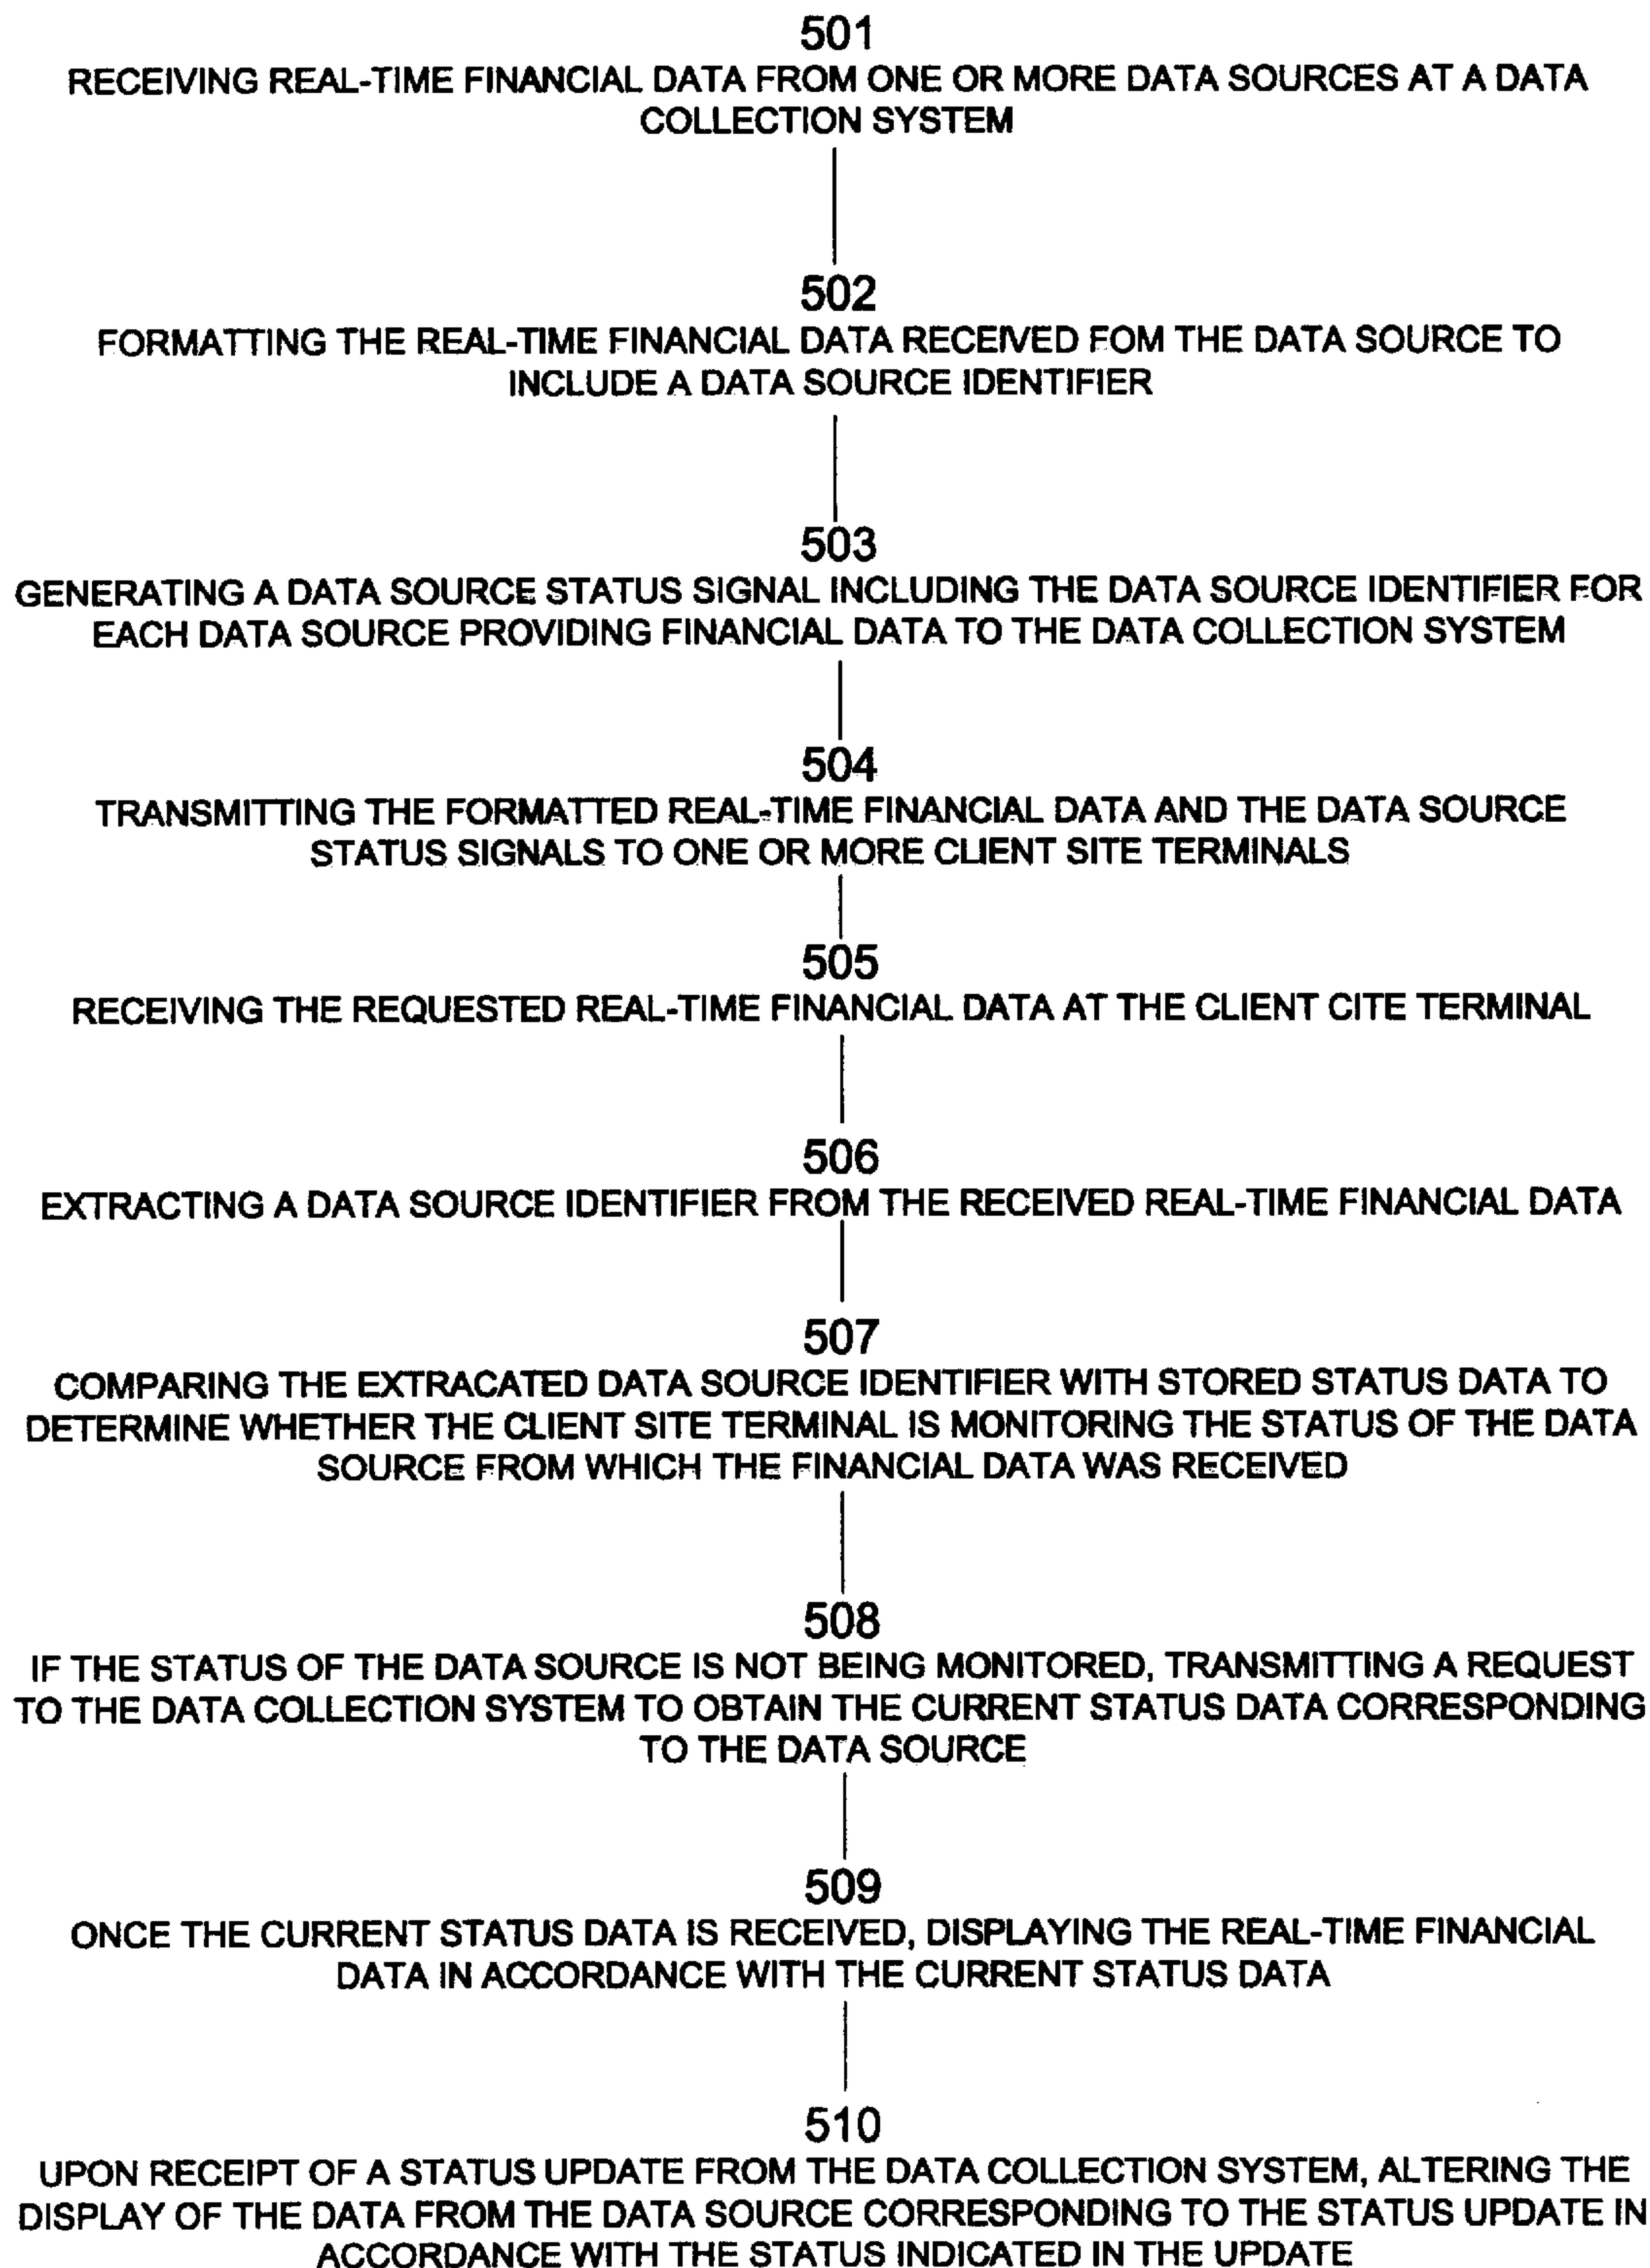 501
RECEIVING REAL-TIME FINANCIAL DATA FROM ONE OR MORE DATA SOURCES AT A DATA
COLLECTION SYSTEM
502
FORMATTING THE REAL-TIME FINANCIAL DATA RECEIVED FOM THE DATA SOURCE TO
INCLUDE A DATA SOURCE IDENTIFIER
503
GENERATING A DATA SOURCE STATUS SIGNAL INCLUDING THE DATA SOURCE IDENTIFIER FOR
EACH DATA SOURCE PROVIDING FINANCIAL DATA TO THE DATA COLLECTION SYSTEM
504
TRANSMITTING THE FORMATTED REAL-TIME FINANCIAL DATA AND THE DATA SOURCE
STATUS SIGNALS TO ONE OR MORE CLIENT SITE TERMINALS
505
RECEIVING THE REQUESTED REAL-TIME FINANCIAL DATA AT THE CLIENT CITE TERMINAL
506
EXTRACTING A DATA SOURCE IDENTIFIER FROM THE RECEIVED REAL-TIME FINANCIAL DATA
507
COMPARING THE EXTRACATED DATA SOURCE IDENTIFIER WITH STORED STATUS DATA TO
DETERMINE WHETHER THE CLIENT SITE TERMINAL IS MONITORING THE STATUS OF THE DATA
SOURCE FROM WHICH THE FINANCIAL DATA WAS RECEIVED
508
IF THE STATUS OF THE DATA SOURCE IS NOT BEING MONITORED, TRANSMITTING A REQUEST
TO THE DATA COLLECTION SYSTEM TO OBTAIN THE CURRENT STATUS DATA CORRESPONDING
TO THE DATA SOURCE
509
ONCE THE CURRENT STATUS DATA IS RECEIVED, DISPLAYING THE REAL-TIME FINANCIAL
DATA IN ACCORDANCE WITH THE CURRENT STATUS DATA
510
UPON RECEIPT OF A STATUS UPDATE FROM THE DATA COLLECTION SYSTEM, ALTERING THE
DISPLAY OF THE DATA FROM THE DATA SOURCE CORRESPONDING TO THE STATUS UPDATE IN
ACCORDANCE WITH THE STATUS INDICATED IN THE UPDATE